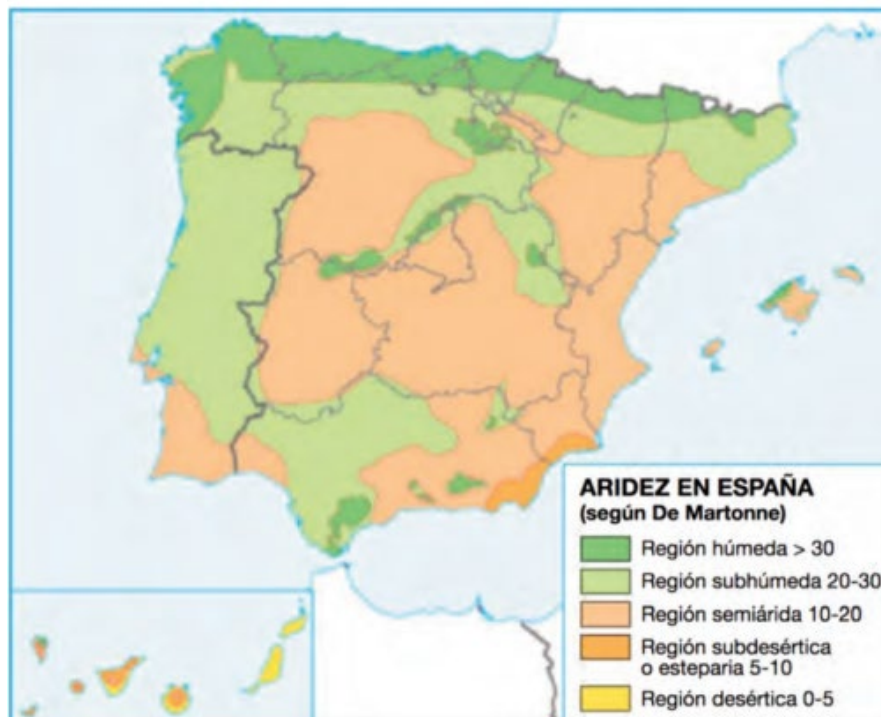 ARIDEZ EN ESPAÑA
(según De Martonne)
Región húmeda > 30
Región subhúmeda 20-30
Región semiárida 10-20
Región subdesértica
o esteparia 5-10
Región desértica 0-5